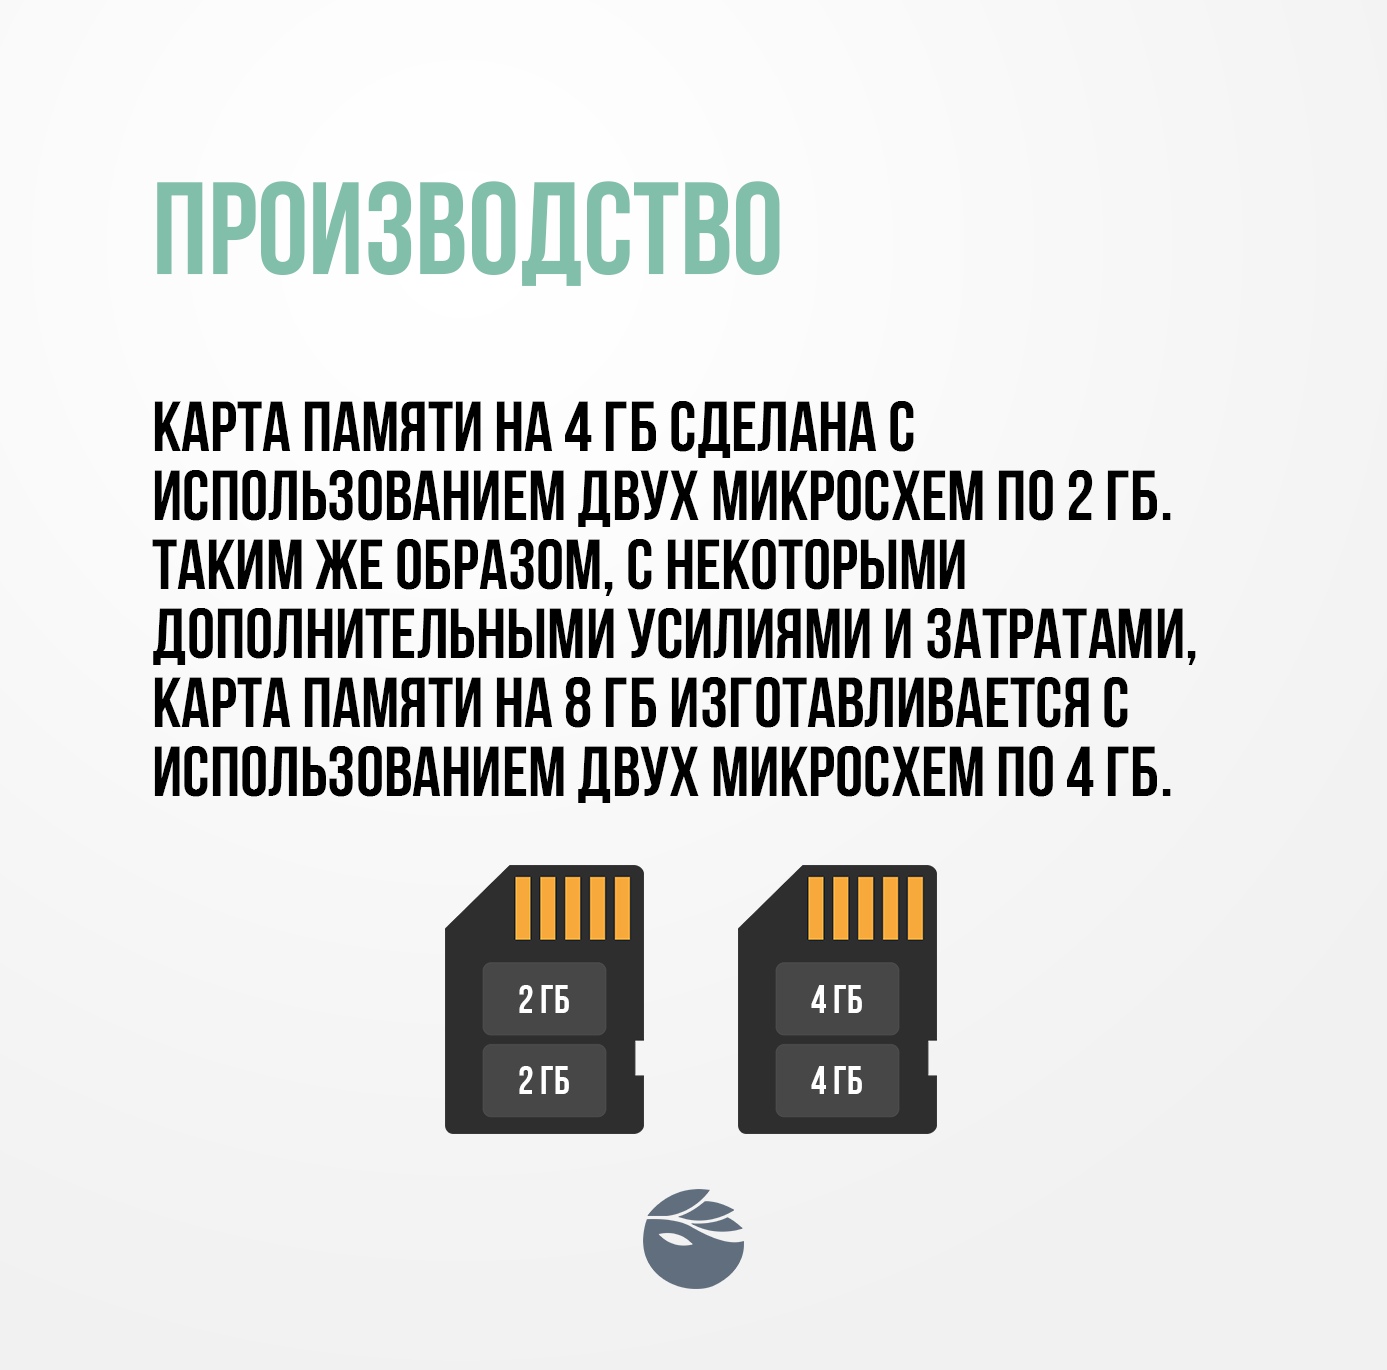 ПРОИЗВОДСТВО
КАРТА ПАМЯТИ НА 4 ГБ СДЕЛАНА С
ИСПОЛЬЗОВАНИЕМ ДВУХ МИКРОСХЕМ ПО 2 ГБ.
ТАКИМ ЖЕ ОБРАЗОМ, С НЕКОТОРЫМИ
ДОПОЛНИТЕЛЬНЫМИ УСИЛИЯМИ И ЗАТРАТАМИ,
КАРТА ПАМЯТИ НА 8 ГБ ИЗГОТАВЛИВАЕТСЯ С
ИСПОЛЬЗОВАНИЕМ ДВУХ МИКРОСХЕМ ПО 4 ГБ.
2 ГБ
2 ГБ
4 ГБ
4 ГБ